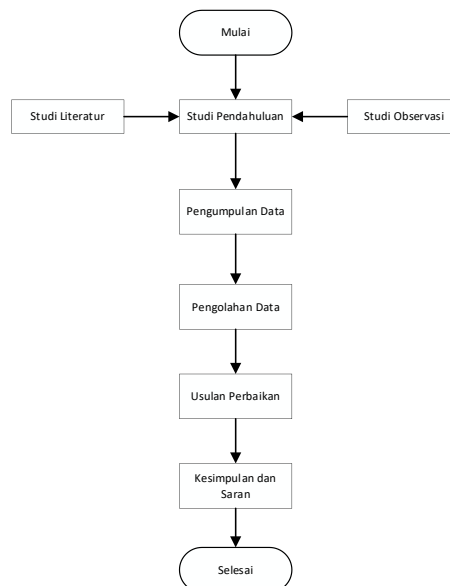 Mulai
Studi Literatur
Studi Pendahuluan
Studi Observasi
Pengumpulan Data
Pengolahan Data
Usulan Perbaikan
Kesimpulan dan
Saran
Selesai